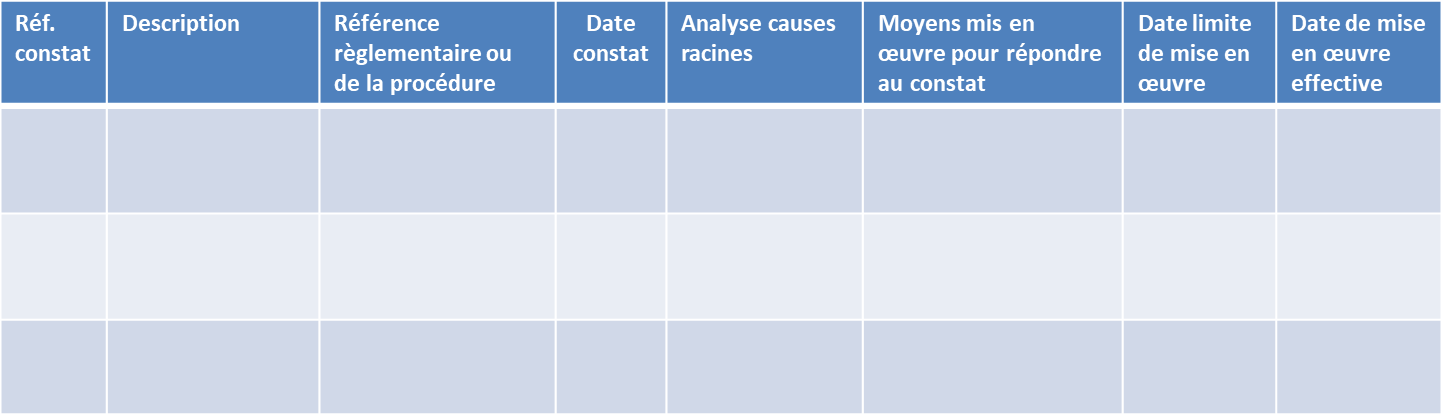 Réf.
constat
Description
Référence
règlementaire ou
de la procédure
Date
constat
Analyse causes
racines
Moyens mis en
œuvre pour répondre
au constat
Date limite
de mise en
œuvre
Date de mise
en œuvre
effective